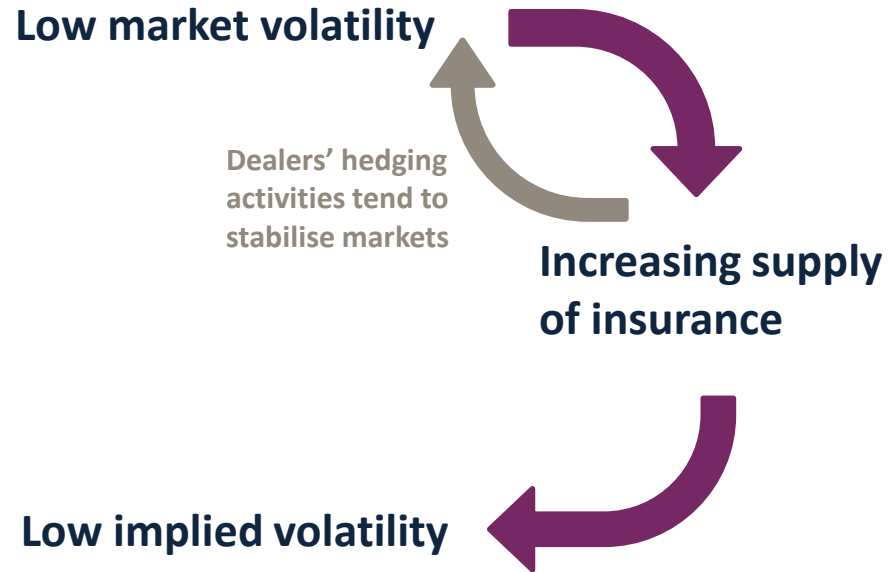 Low market volatility
Dealers’ hedging
activities tend to
stabilise markets
Increasing supply
of insurance
Low implied volatility